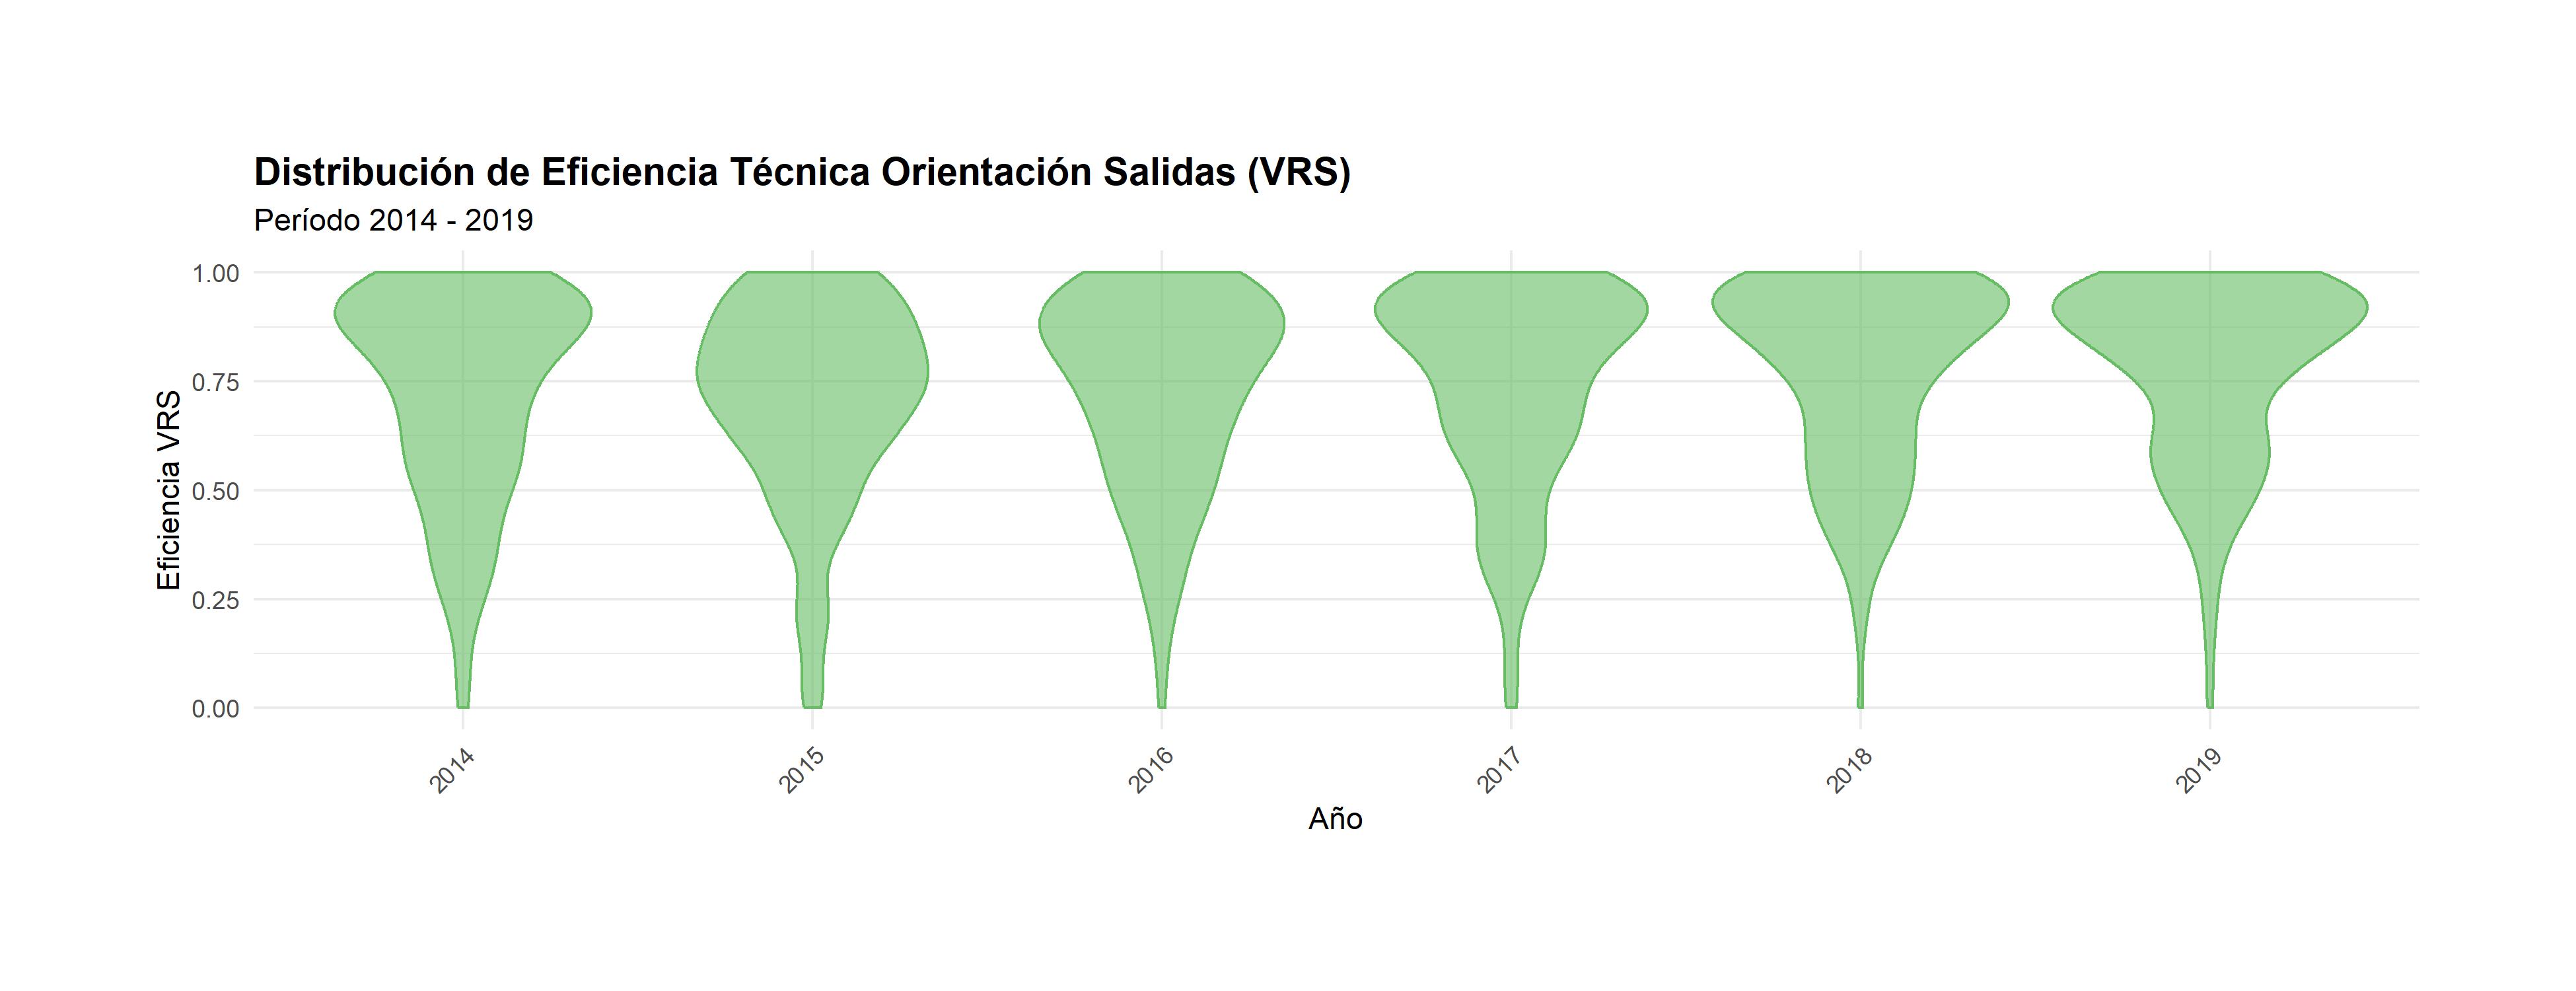 Distribución de Eficiencia Técnica Orientación Salidas (VRS)
Período 2014 - 2019
Eficiencia VRS
1.00
0.75
0.50
0.25
0.00
2014
2015
2016
2017
2018
2019
Año